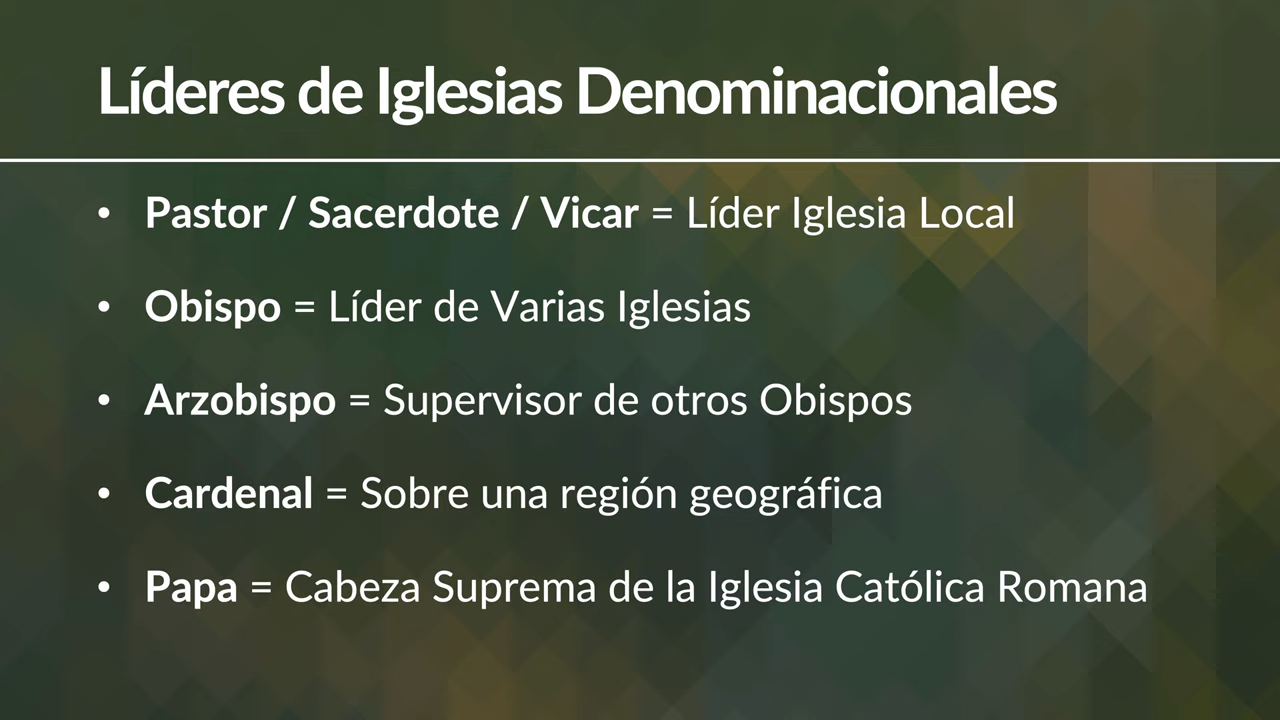 Líderes de Iglesias Denominacionales
• Pastor / Sacerdote / Vicar = Líder Iglesia Local
• Obispo = Líder de Varias Iglesias
• Arzobispo = Supervisor de otros Obispos
• Cardenal = Sobre una región geográfica
• Papa = Cabeza Suprema de la Iglesia Católica Romana